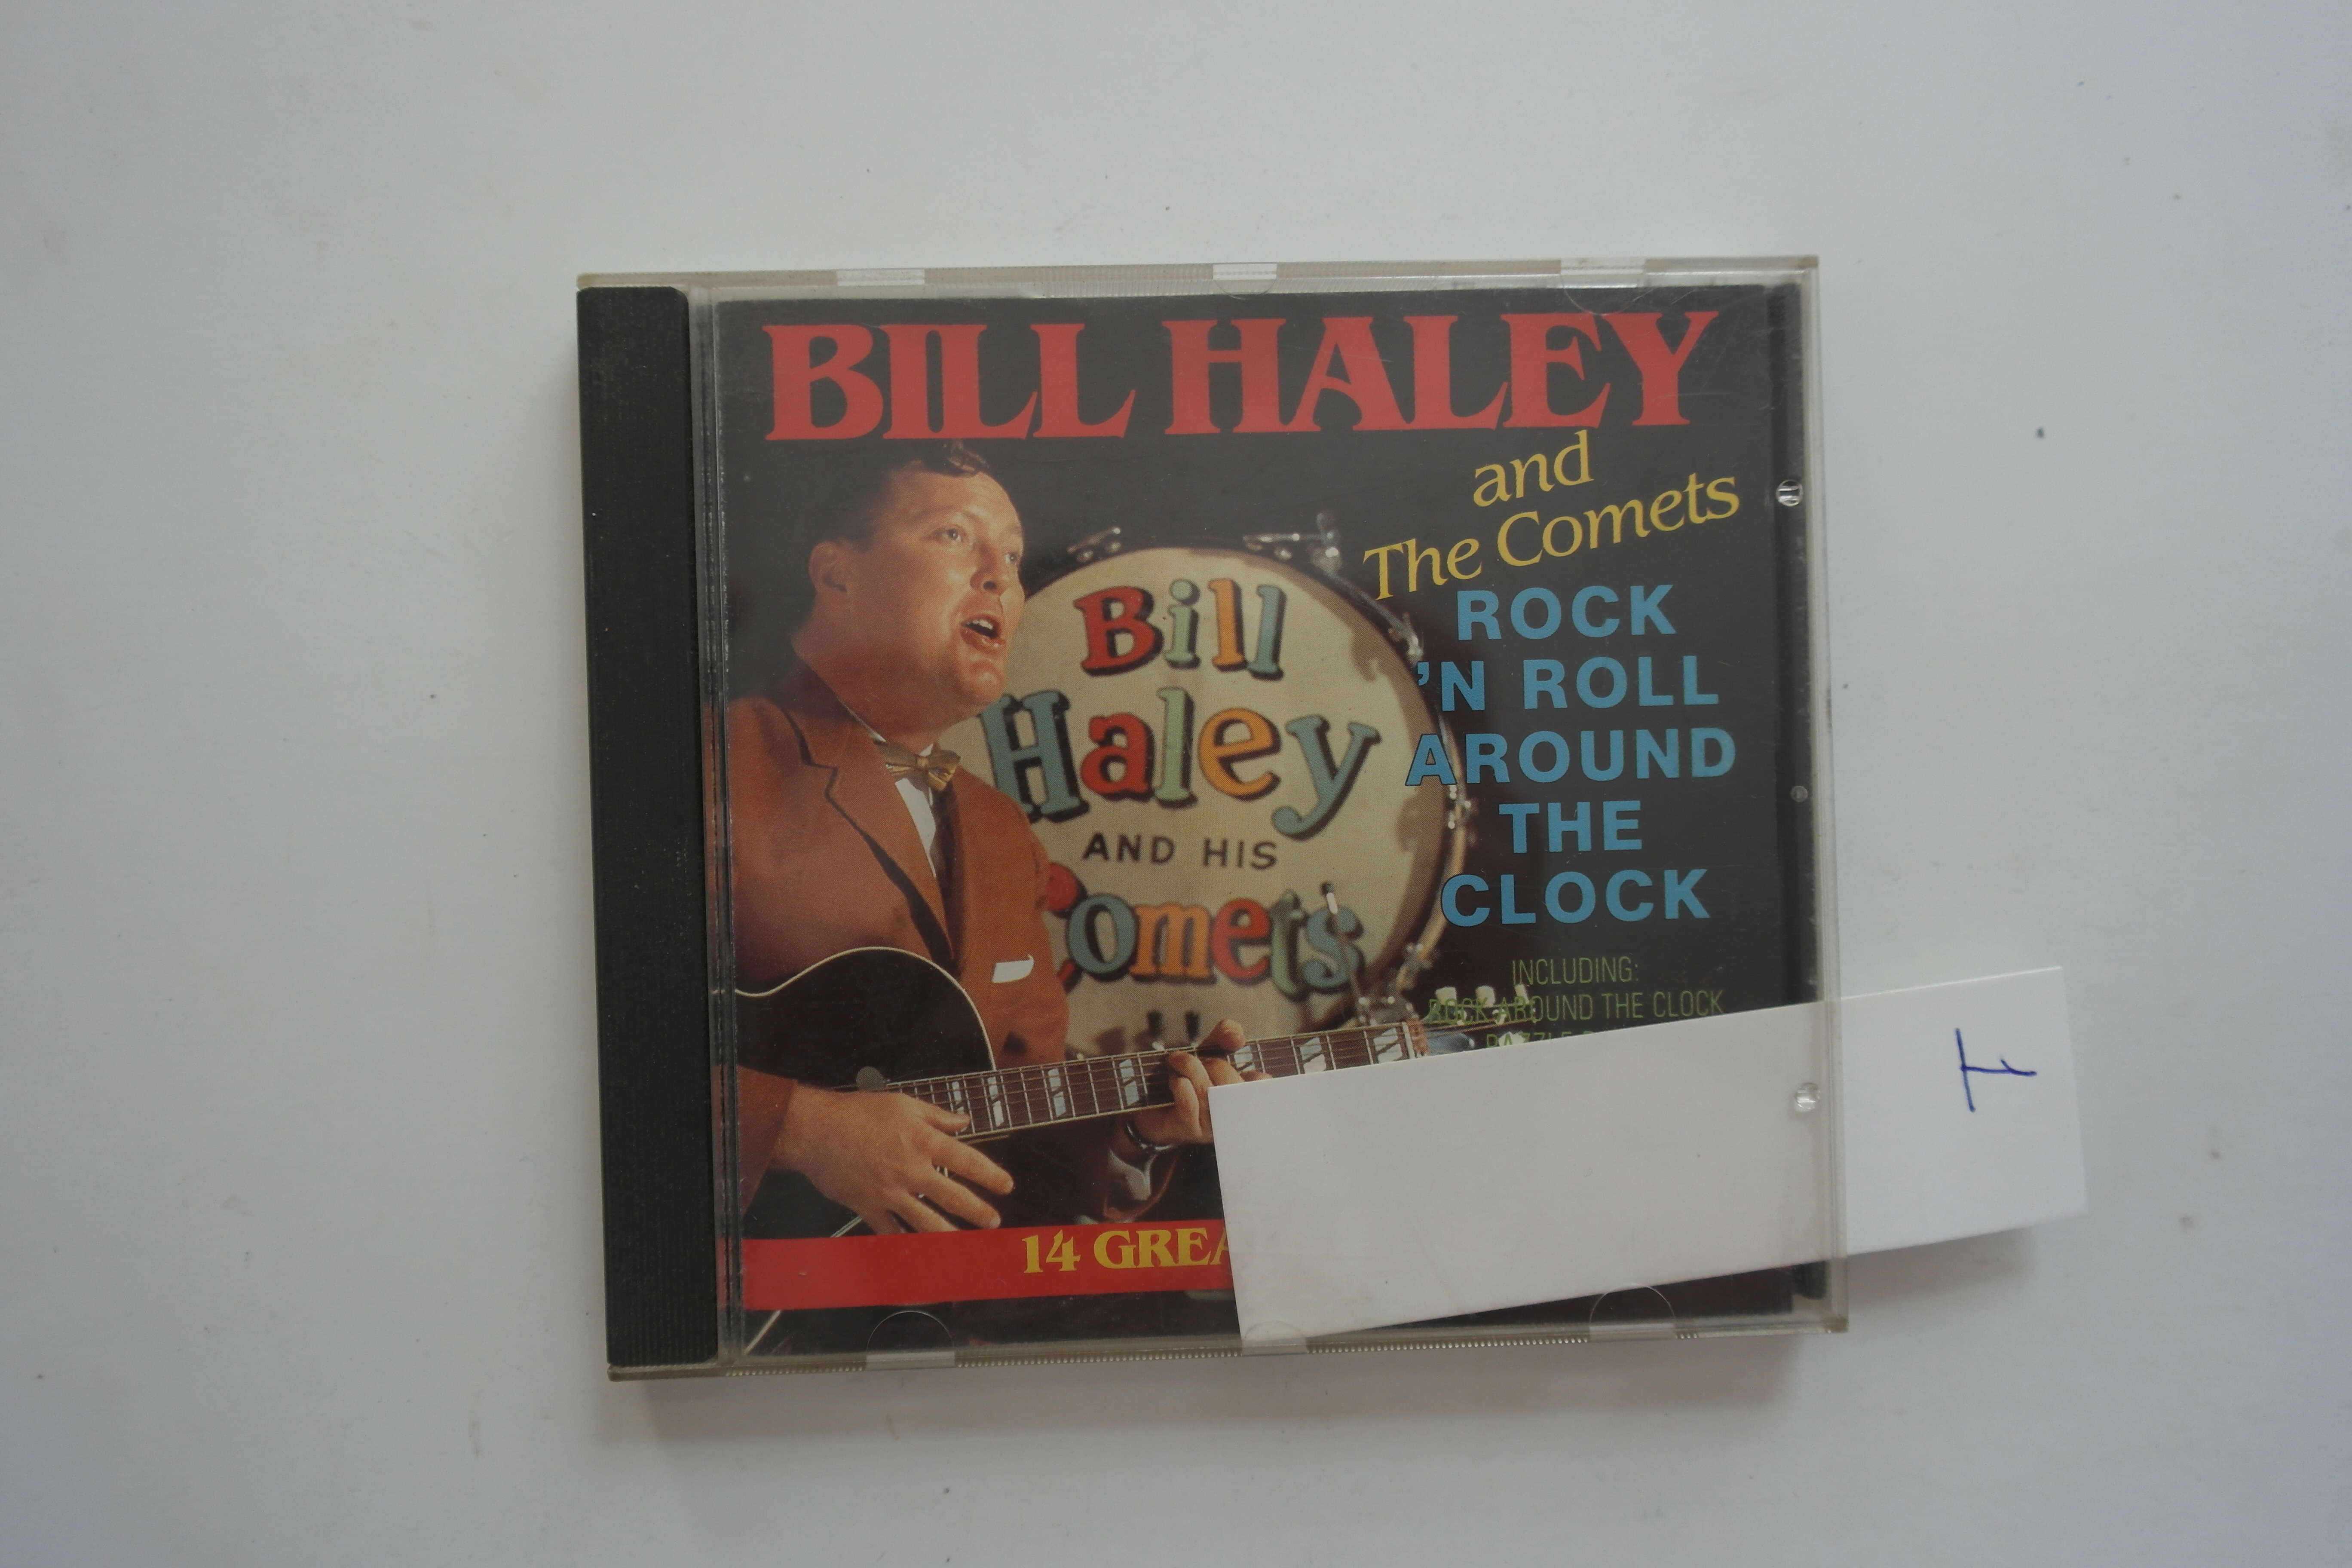 BILL HALEY
and
The Comets
ROCK
'N ROLL
AROUND
THE
CLOCK
Bill
Haley
AND HIS
Comets
INCLUDING:
ROCK AROUND THE CLOCK
14